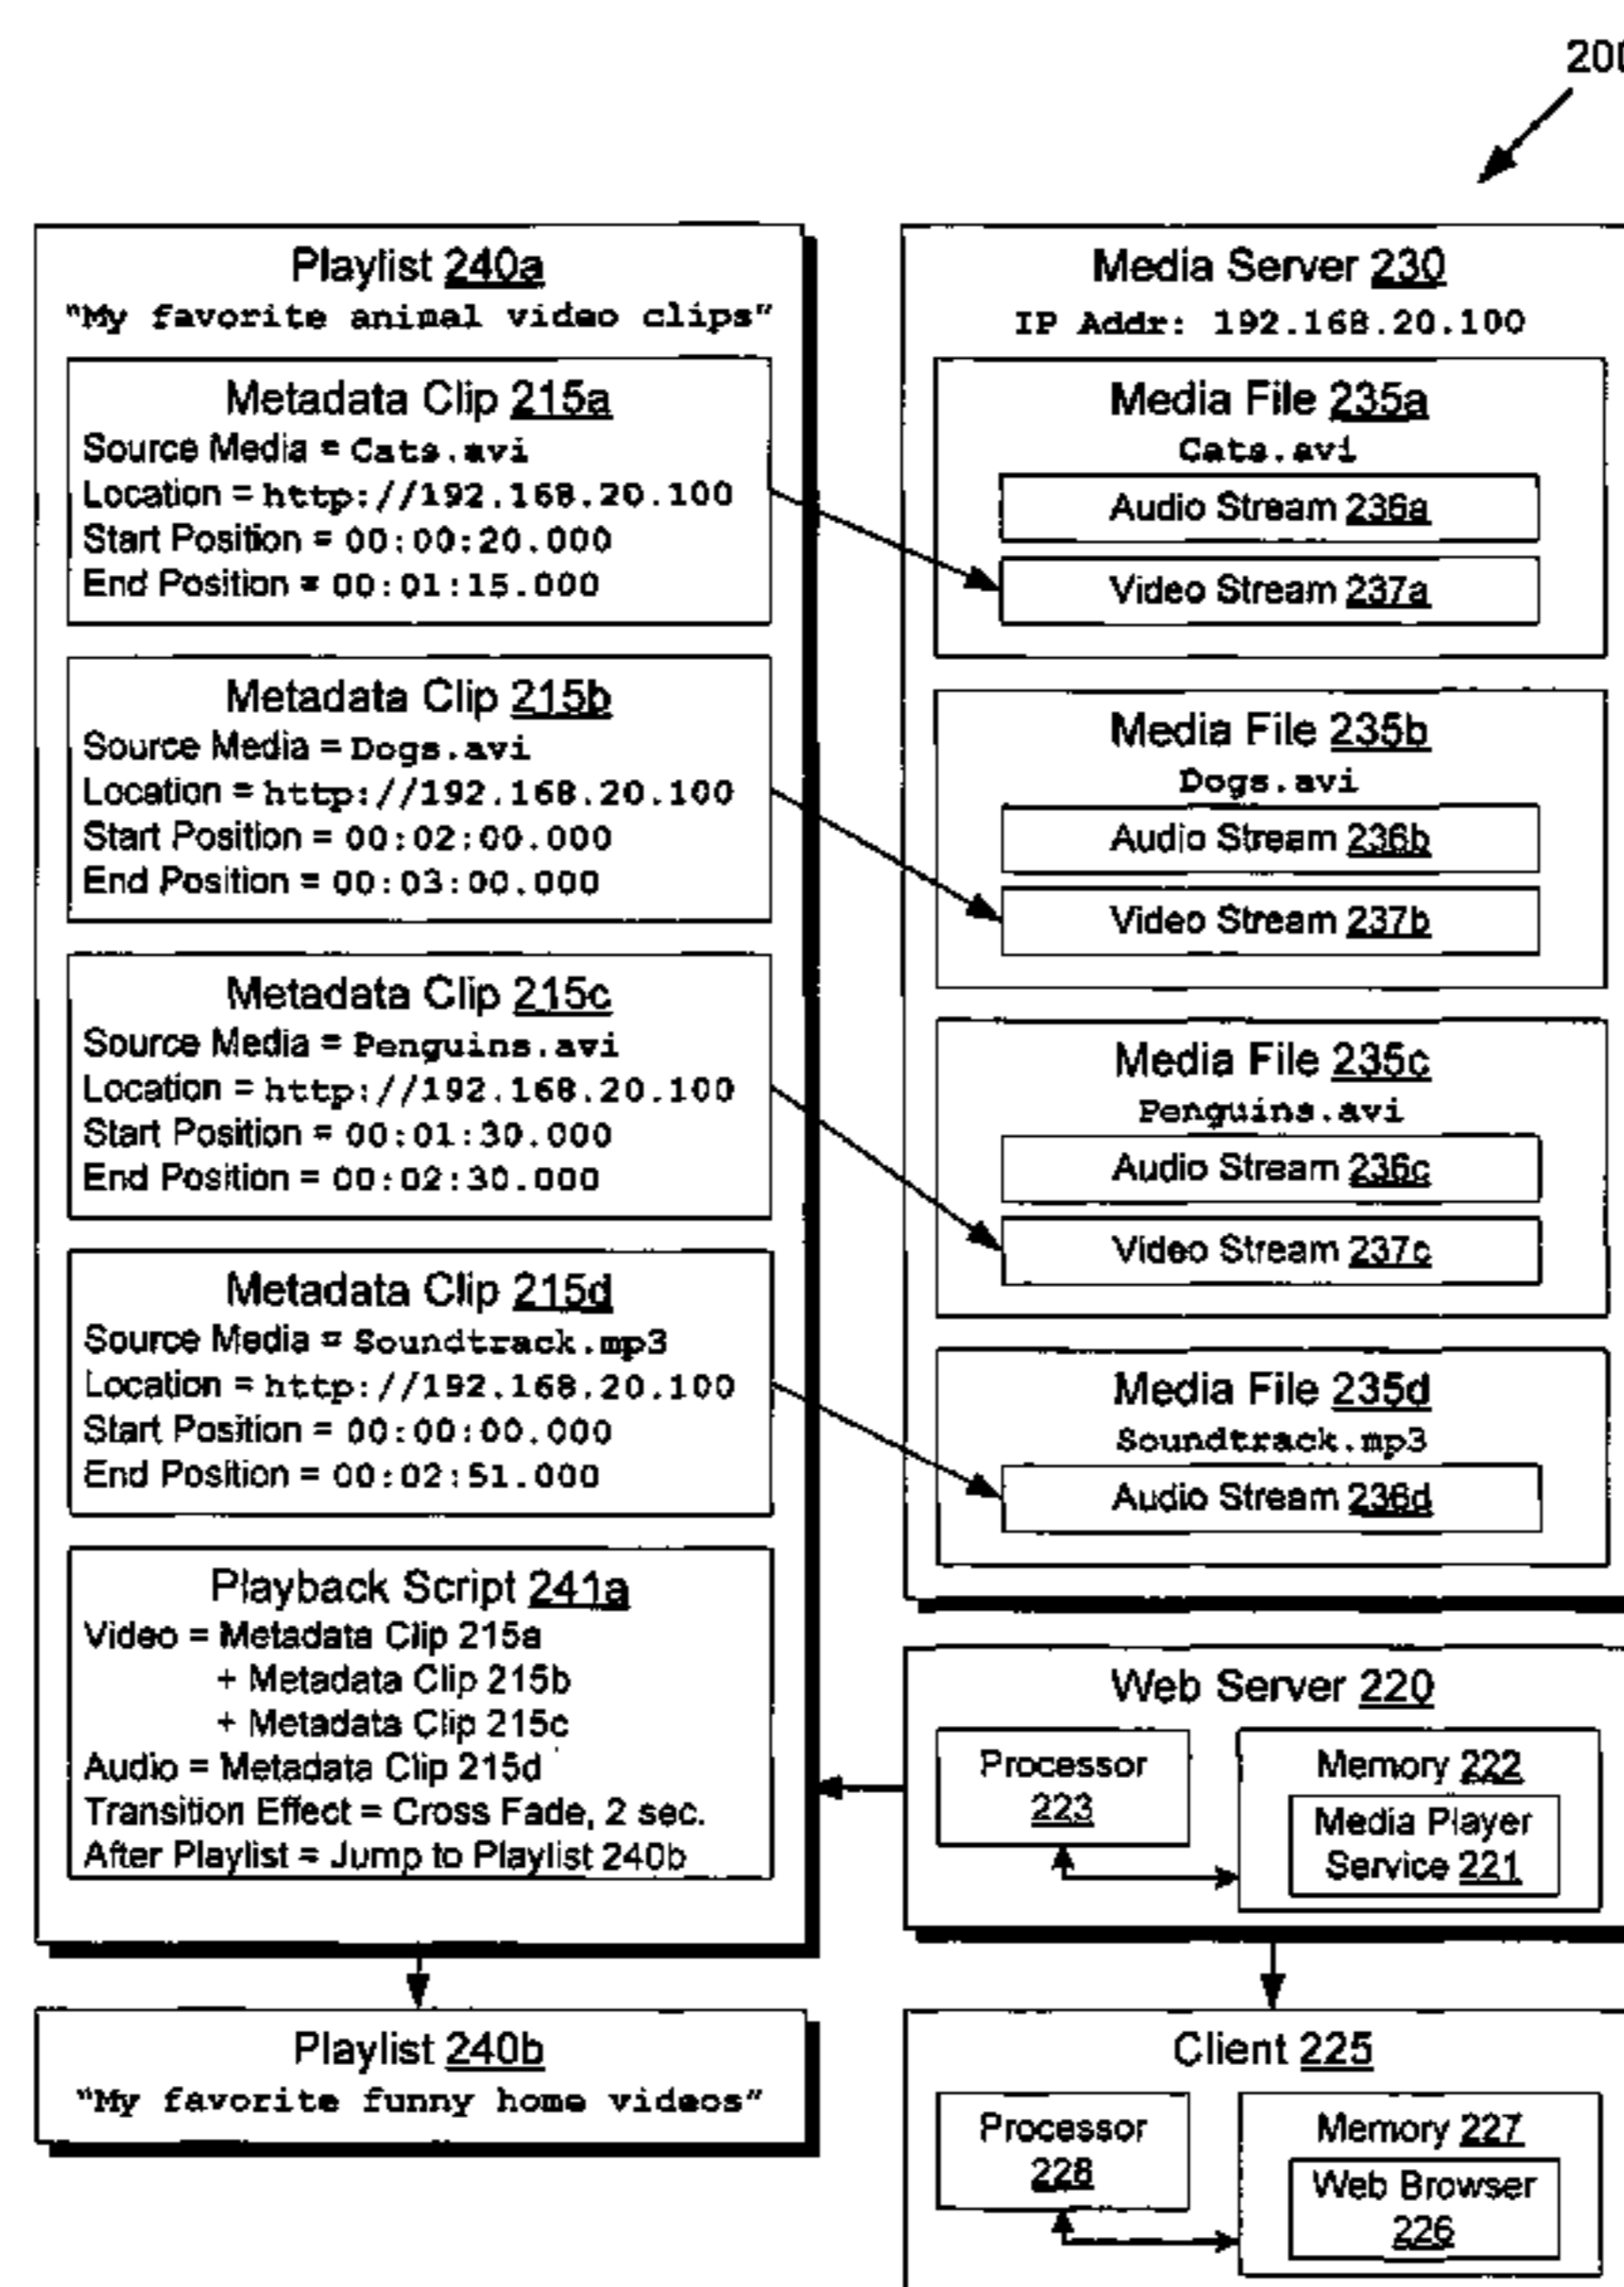 200
Playlist 240a
"My favorite animal video clips"
Metadata Clip 215a
Source Media = Cats.avi
Location = http://192.168.20.100
Start Position = 00:00:20.000
End Position = 00:01:15.000
Metadata Clip 215b
Source Media = Dogs.avi
Location = http://192.168.20.100
Start Position = 00:02:00.000
End Position = 00:03:00.000
Metadata Clip 215c
Source Media = Penguins.avi
Location = http://192.168.20.100
Start Position = 00:01:30.000
End Position = 00:02:30.000
Metadata Clip 215d
Source Media = Soundtrack.mp3
Location = http://192.168.20.100
Start Position = 00:00:00.000
End Position = 00:02:51.000
Playback Script 241a
Video = Metadata Clip 215a
+ Metadata Clip 215b
+ Metadata Clip 215c
Audio = Metadata Clip 215d
Transition Effect = Cross Fade, 2 sec.
After Playlist = Jump to Playlist 240b
Playlist 240b
"My favorite funny home videos"
Media Server 230
IP Addr: 192.168.20.100
Media File 235a
Cats.avi
Audio Stream 236a
Video Stream 237a
Media File 235b
Dogs.avi
Audio Stream 236b
Video Stream 237b
Media File 235c
Penguins.avi
Audio Stream 236c
Video Stream 237c
Media File 235d
Soundtrack.mp3
Audio Stream 236d
Web Server 220
Processor
223
Memory 222
Media Player
Service 221
Client 225
Processor
228
Memory 227
Web Browser
226